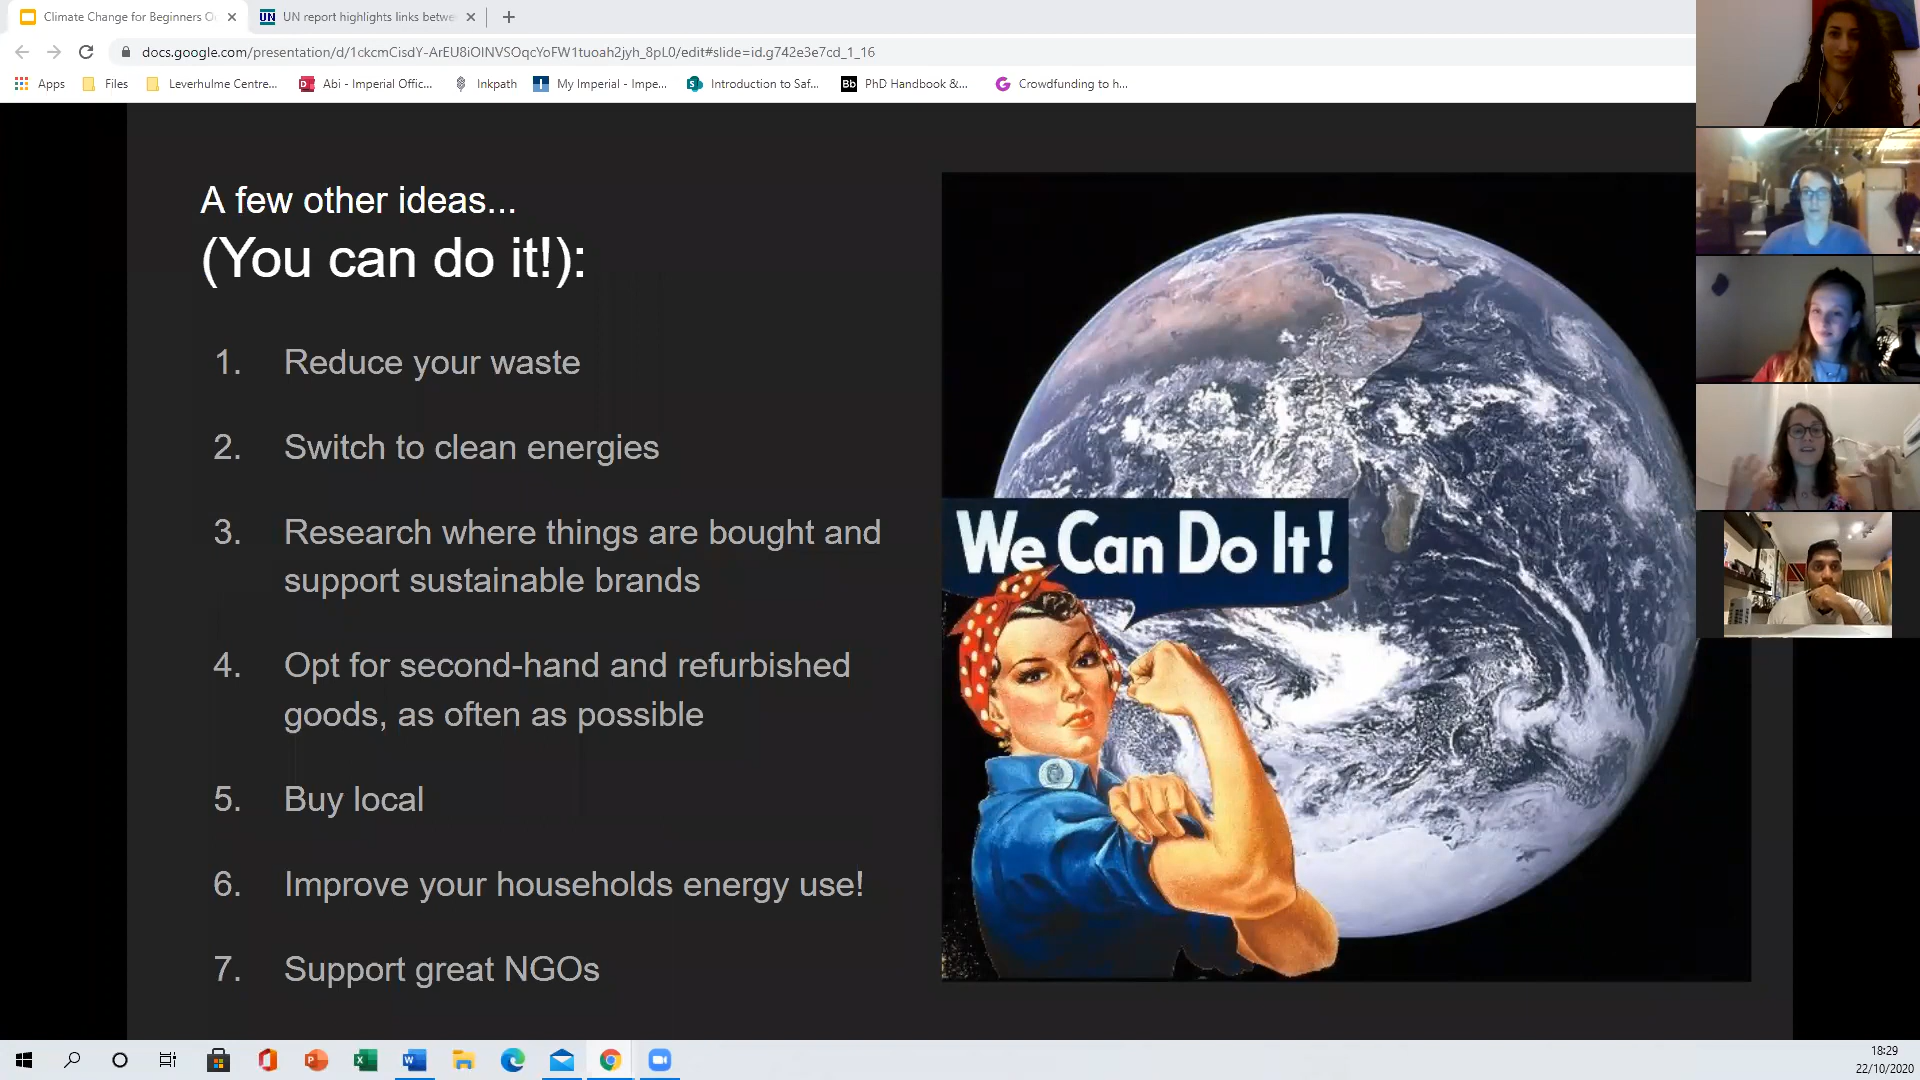 Climate Change for Beginners O
UN UN report highlights links betwe
docs.google.com/presentation/d/1ckcmCisdY-ArEU8iOlNVSOqcYoFW1tuoah2jyh_8pL0/edit#slide=id.g742e3e7cd_1_16
Apps Files Leverhulme Centre... Abi - Imperial Offic... Inkpath My Imperial - Impe... Introduction to Saf... Bb PhD Handbook &... Crowdfunding to h...
A few other ideas...
(You can do it!):
1. Reduce your waste
2. Switch to clean energies
3. Research where things are bought and
support sustainable brands
4. Opt for second-hand and refurbished
goods, as often as possible
5. Buy local
6. Improve your households energy use!
7. Support great NGOs
We Can Do It!
18:29
22/10/2020